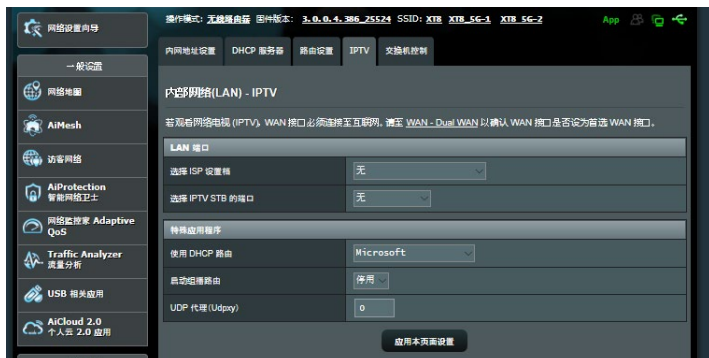 网络设置向导
操作模式: 无线路由器 固件版本: 3.0.0.4.386_25524 SSID: XT8 XT8_5G-1 XT8_5G-2
App
内网地址设置 DHCP 服务器 路由设置 IPTV 交换机控制
一般设置
网络地图
AiMesh
访客网络
AiProtection
智能网络卫士
网络监控家 Adaptive
QoS
Traffic Analyzer
流量分析
USB 相关应用
AiCloud 2.0
个人云 2.0 应用
内部网络(LAN) - IPTV
若观看网络电视 (IPTV), WAN 接口必须连接至互联网. 请至 WAN - Dual WAN 以确认 WAN 接口是否设为首选 WAN 接口。
LAN 端口
选择 ISP 设置档 无
选择 IPTV STB 的端口 无
特殊应用程序
使用 DHCP 路由 Microsoft
启动组播路由 停用
UDP 代理(Udpxy) 0
应用本页面设置